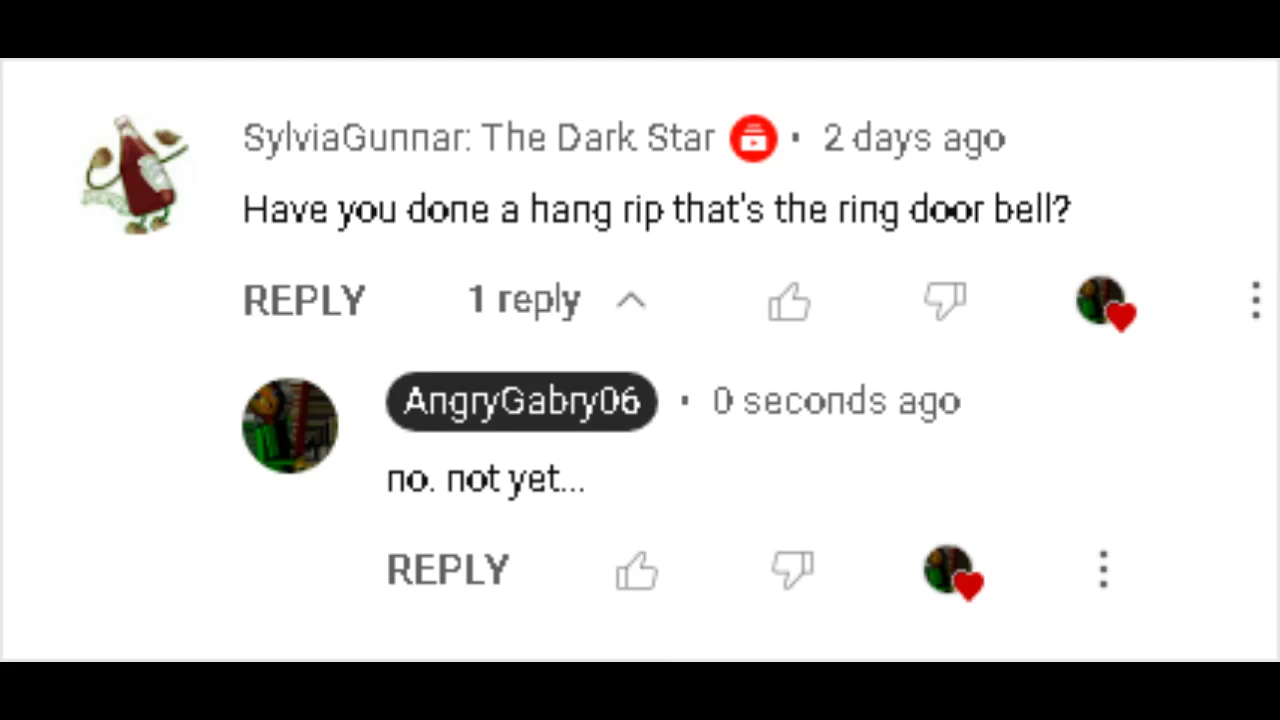 SylviaGunnar: The Dark Star • 2 days ago
Have you done a hang rip that's the ring door bell?
REPLY 1 reply
AngryGabry06 • 0 seconds ago
no. not yet...
REPLY